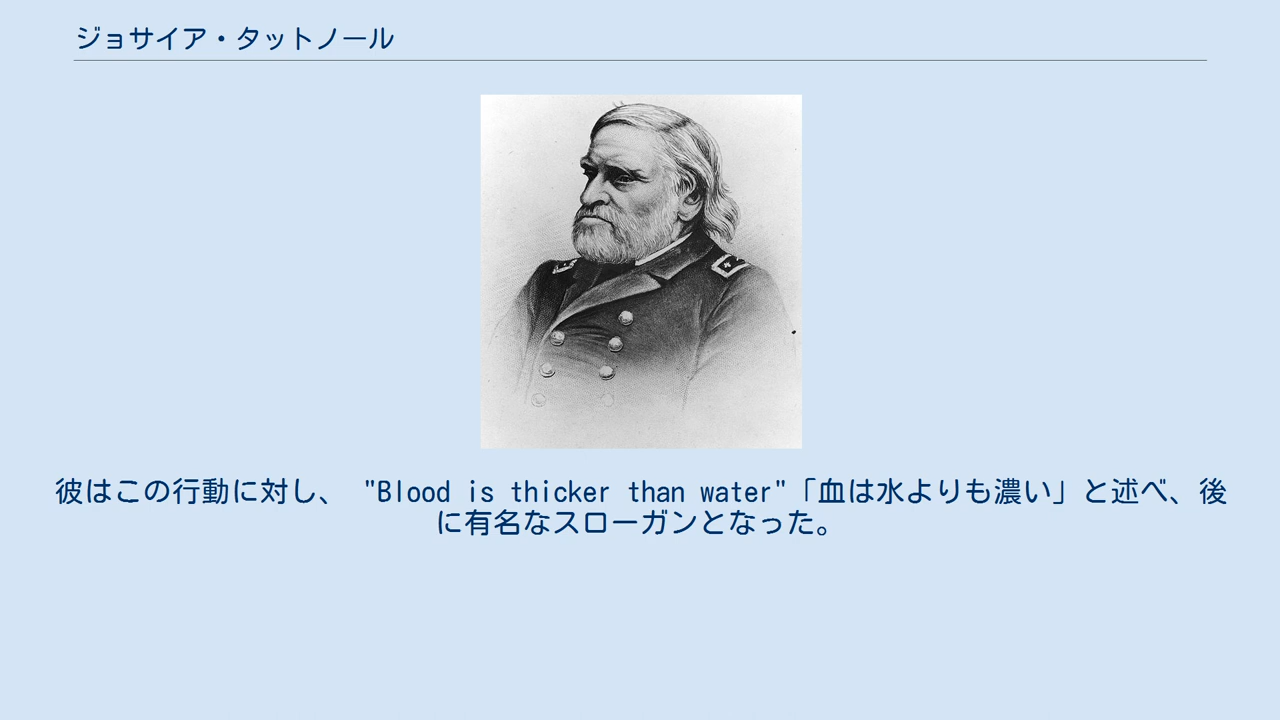 ジョサイア・タットノール
彼はこの行動に対し、 "Blood is thicker than water"「血は水よりも濃い」と述べ、後
に有名なスローガンとなった。